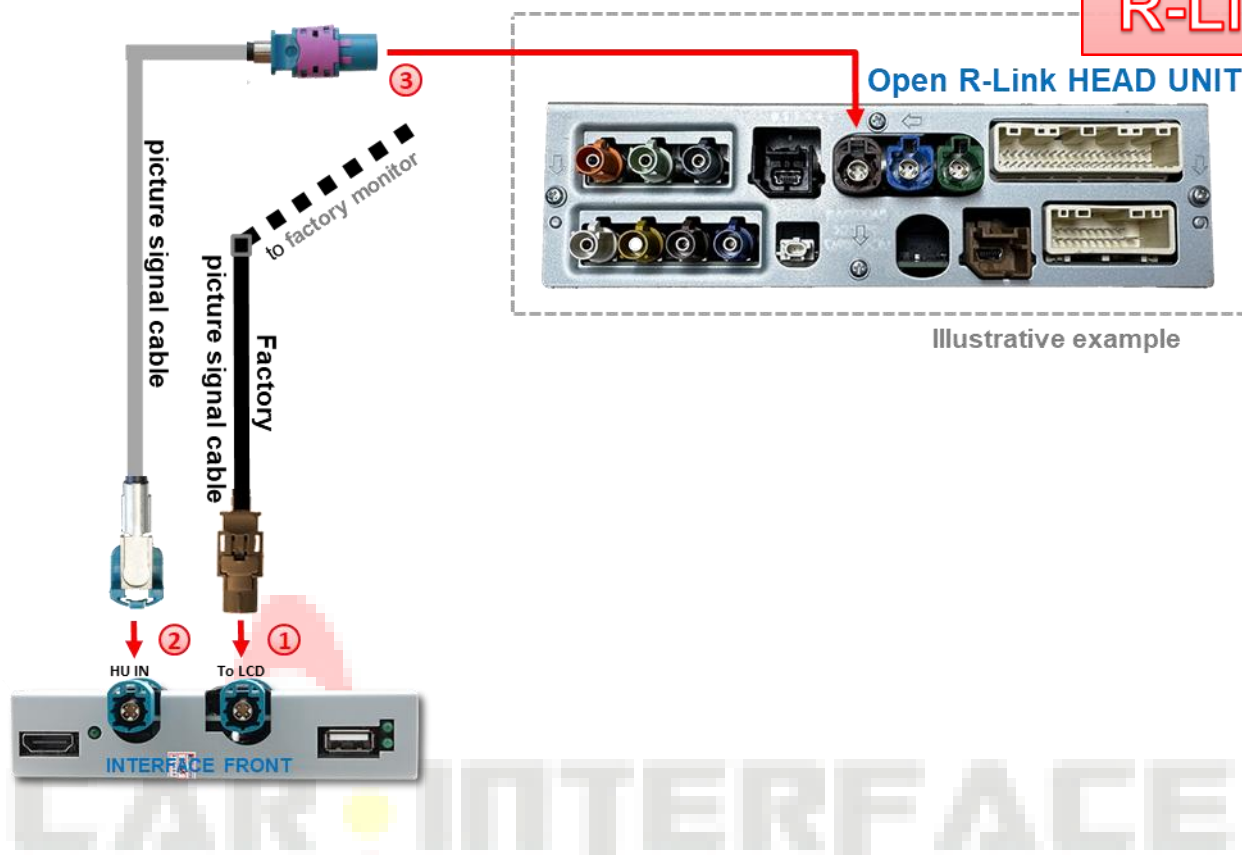 R-LI
Open R-Link HEAD UNIT
3
to factory monitor
picture signal cable
Factory
picture signal cable
Illustrative example
2
1
HU IN
To LCD
INTERFACE FRONT
CAR INTERFACE